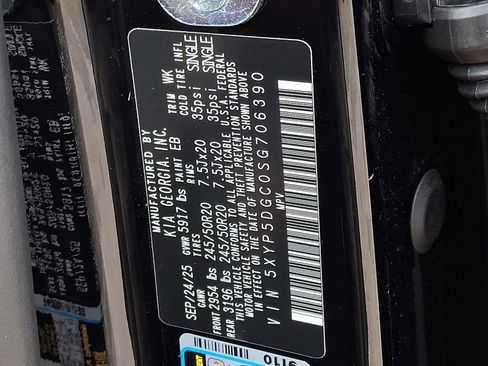 MANUFACTURED BY
KIA GEORGIA, INC.
SEP/24/25 GVWR 5917 lbs PAINT EB TRIM WK
GAWR TIRES RIMS COLD TIRE INFL
FRONT 2954 lbs 245/50R20 7.5Jx20 35psi SINGLE
REAR 3196 lbs 245/50R20 7.5Jx20 35psi SINGLE
THIS VEHICLE CONFORMS TO ALL APPLICABLE U.S.A FEDERAL
MOTOR VEHICLE SAFETY AND THEFT PREVENTION STANDARDS
IN EFFECT ON THE DATE OF MANUFACTURE SHOWN ABOVE
VIN 5XYP5DGC0SG706390
MPV
9110